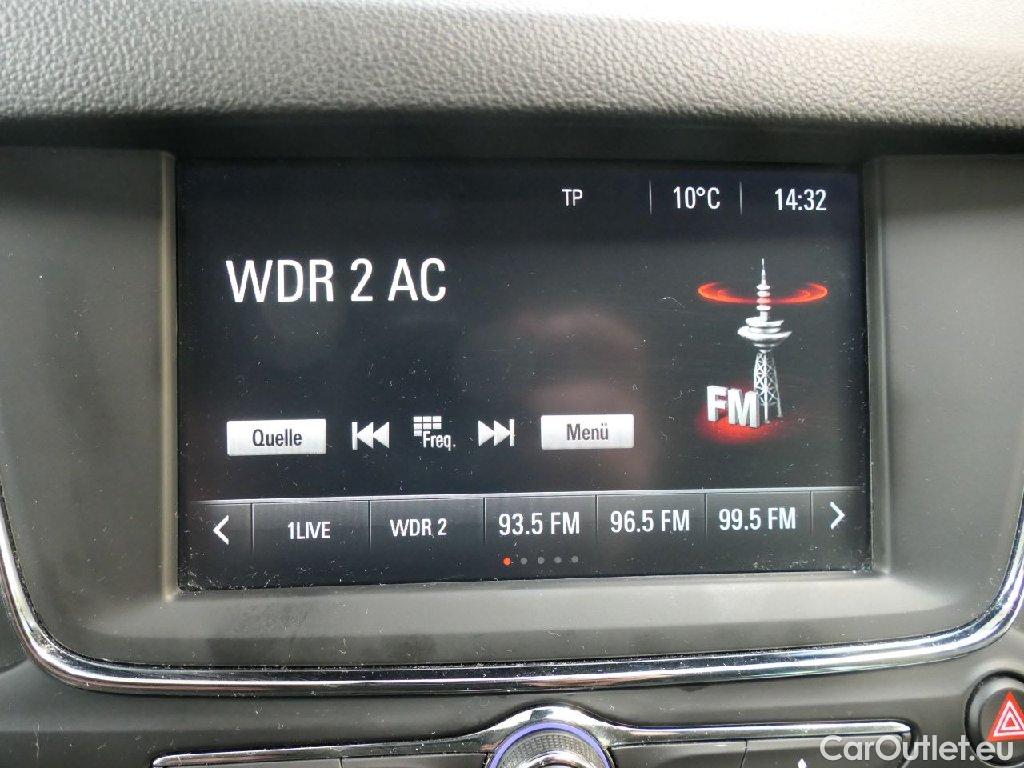 TP 10°C 14:32
WDR 2 AC
FM
Quelle Freq. Menü
1LIVE WDR 2 93.5 FM 96.5 FM 99.5 FM
CarOutlet.eu